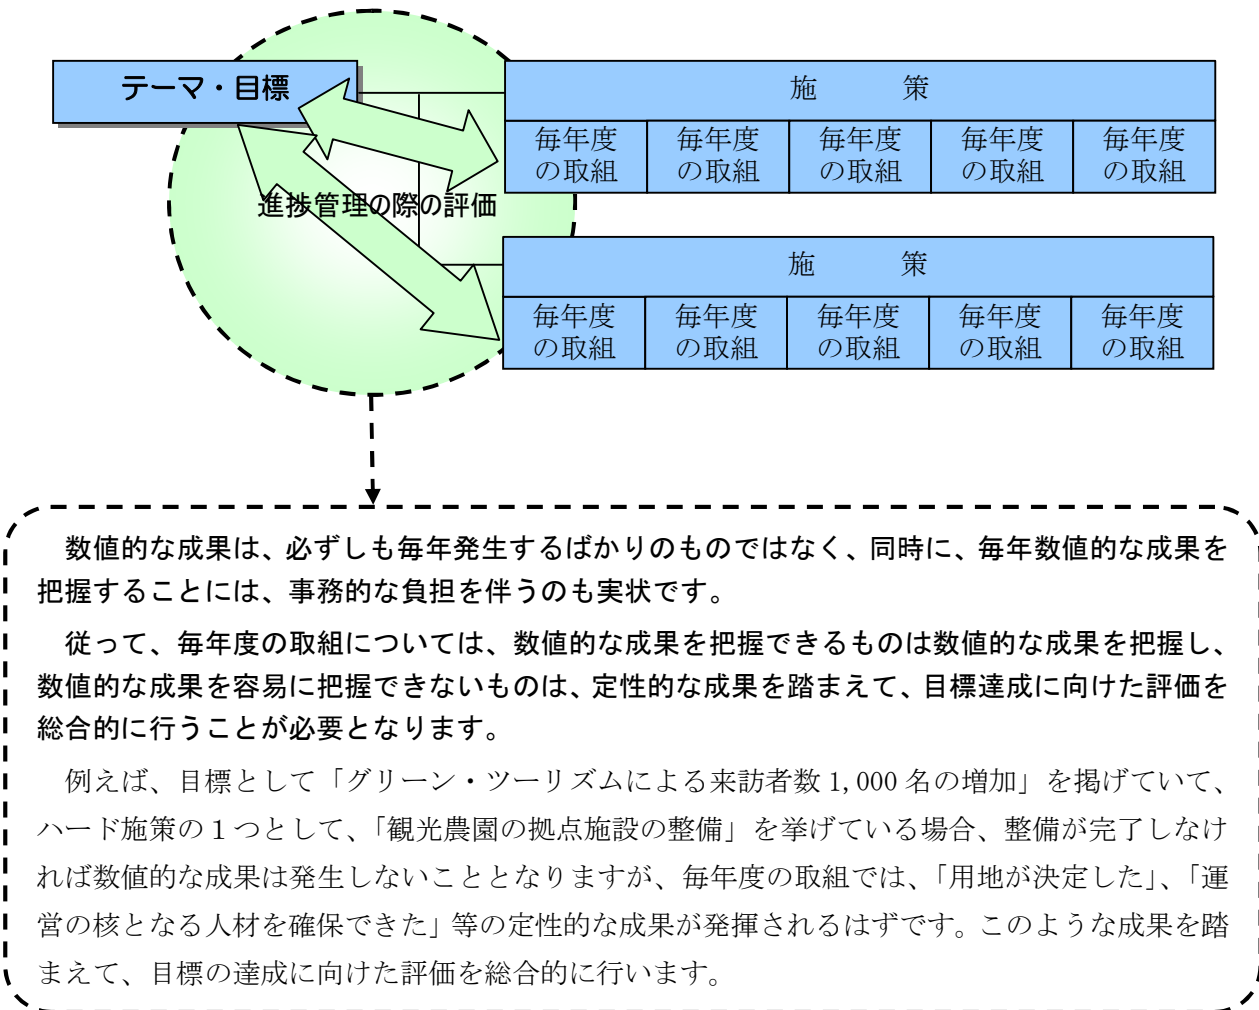 テーマ・目標
施　　策
毎年度
の取組
毎年度
の取組
毎年度
の取組
毎年度
の取組
毎年度
の取組
進捗管理の際の評価
施　　策
毎年度
の取組
毎年度
の取組
毎年度
の取組
毎年度
の取組
毎年度
の取組
数値的な成果は、必ずしも毎年発生するばかりのものではなく、同時に、毎年数値的な成果を
把握することには、事務的な負担を伴うのも実状です。
従って、毎年度の取組については、数値的な成果を把握できるものは数値的な成果を把握し、
数値的な成果を容易に把握できないものは、定性的な成果を踏まえて、目標達成に向けた評価を
総合的に行うことが必要となります。
例えば、目標として「グリーン・ツーリズムによる来訪者数 1,000 名の増加」を掲げていて、
ハード施策の１つとして、「観光農園の拠点施設の整備」を挙げている場合、整備が完了しなけ
れば数値的な成果は発生しないこととなりますが、毎年度の取組では、「用地が決定した」、「運
営の核となる人材を確保できた」等の定性的な成果が発揮されるはずです。このような成果を踏
まえて、目標の達成に向けた評価を総合的に行います。